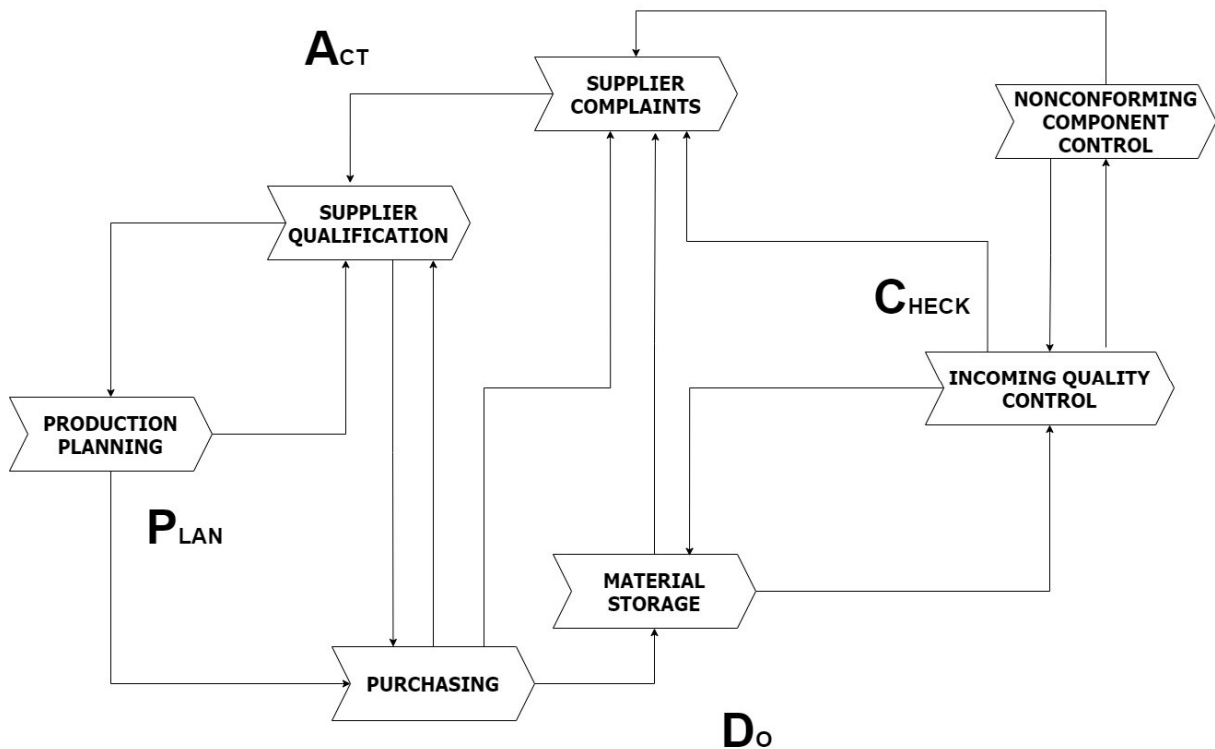 ACT
SUPPLIER
COMPLAINTS
NONCONFORMING
COMPONENT
CONTROL
SUPPLIER
QUALIFICATION
CHECK
INCOMING QUALITY
CONTROL
PRODUCTION
PLANNING
PLAN
MATERIAL
STORAGE
PURCHASING
DO